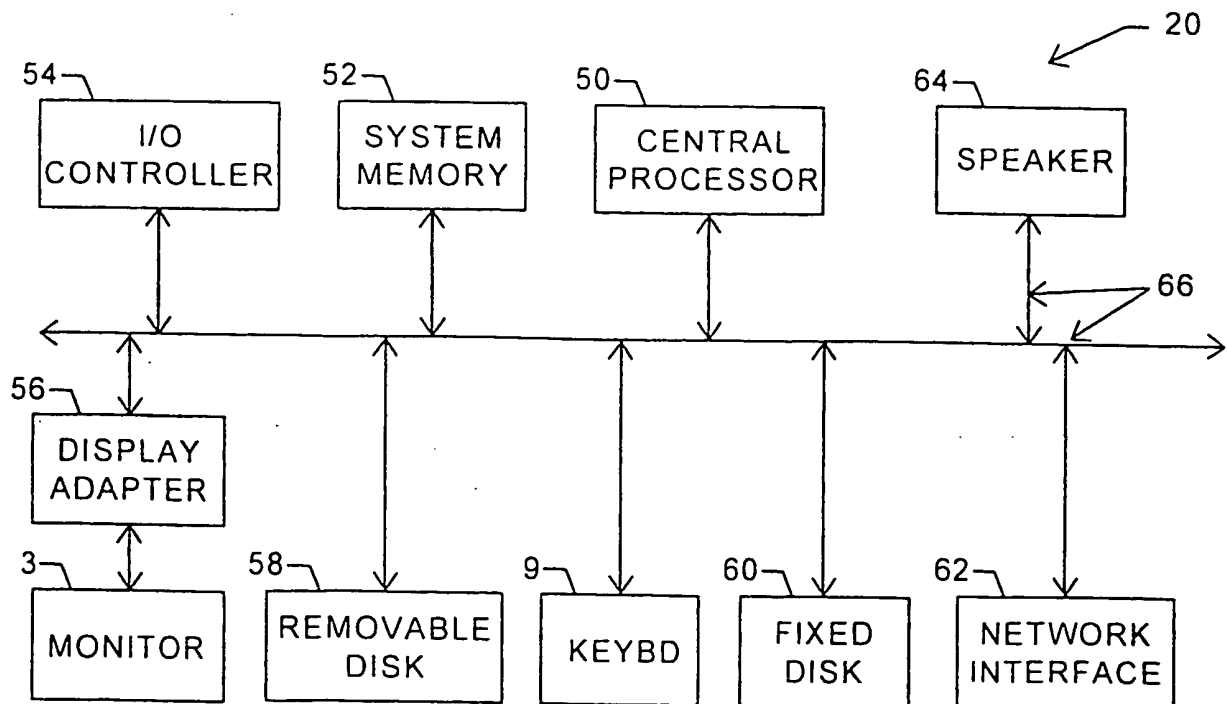 20
54
52
50
64
I/O
CONTROLLER
SYSTEM
MEMORY
CENTRAL
PROCESSOR
SPEAKER
66
56
DISPLAY
ADAPTER
3
58
9
60
62
MONITOR
REMOVABLE
DISK
KEYBD
FIXED
DISK
NETWORK
INTERFACE